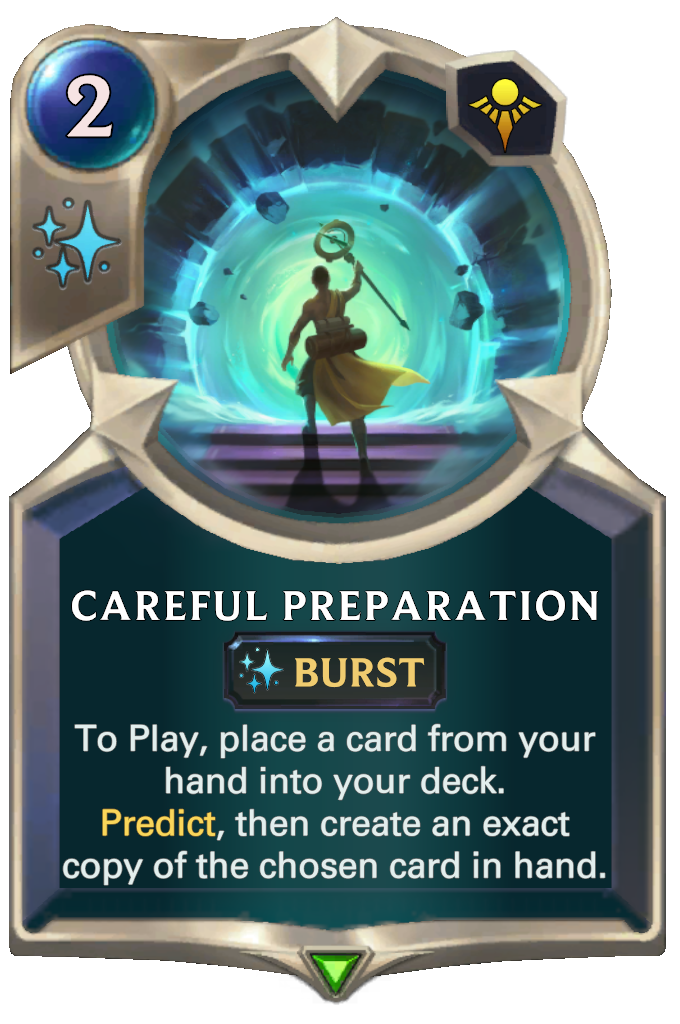 2
CAREFUL PREPARATION
BURST
To Play, place a card from your
hand into your deck.
Predict, then create an exact
copy of the chosen card in hand.